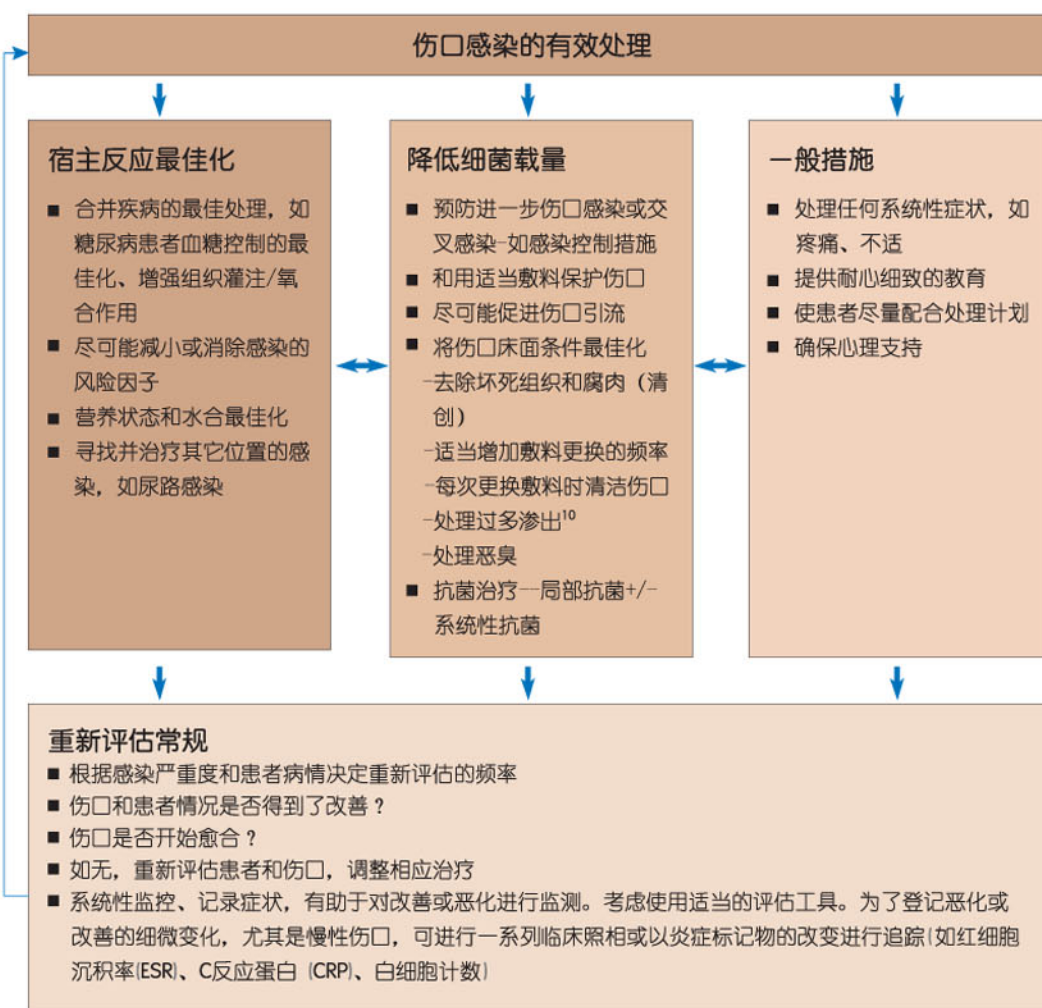 伤口感染的有效处理
宿主反应最佳化
■ 合并疾病的最佳处理，如
糖尿病患者血糖控制的最
佳化、增强组织灌注/氧
合作用
■ 尽可能减小或消除感染的
风险因子
■ 营养状态和水合最佳化
■ 寻找并治疗其它位置的感
染，如尿路感染
降低细菌载量
■ 预防进一步伤口感染或交
叉感染-如感染控制措施
■ 和用适当敷料保护伤口
■ 尽可能促进伤口引流
■ 将伤口床面条件最佳化
-去除坏死组织和腐肉（清
创）
-适当增加敷料更换的频率
-每次更换敷料时清洁伤口
-处理过多渗出¹⁰
-处理恶臭
■ 抗菌治疗--局部抗菌+/-
系统性抗菌
一般措施
■ 处理任何系统性症状，如
疼痛、不适
■ 提供耐心细致的教育
■ 使患者尽量配合处理计划
■ 确保心理支持
重新评估常规
■ 根据感染严重度和患者病情决定重新评估的频率
■ 伤口和患者情况是否得到了改善？
■ 伤口是否开始愈合？
■ 如无，重新评估患者和伤口，调整相应治疗
■ 系统性监控、记录症状，有助于对改善或恶化进行监测。考虑使用适当的评估工具。为了登记恶化或
改善的细微变化，尤其是慢性伤口，可进行一系列临床照相或以炎症标记物的改变进行追踪(如红细胞
沉积率(ESR)、C反应蛋白 (CRP)、白细胞计数)